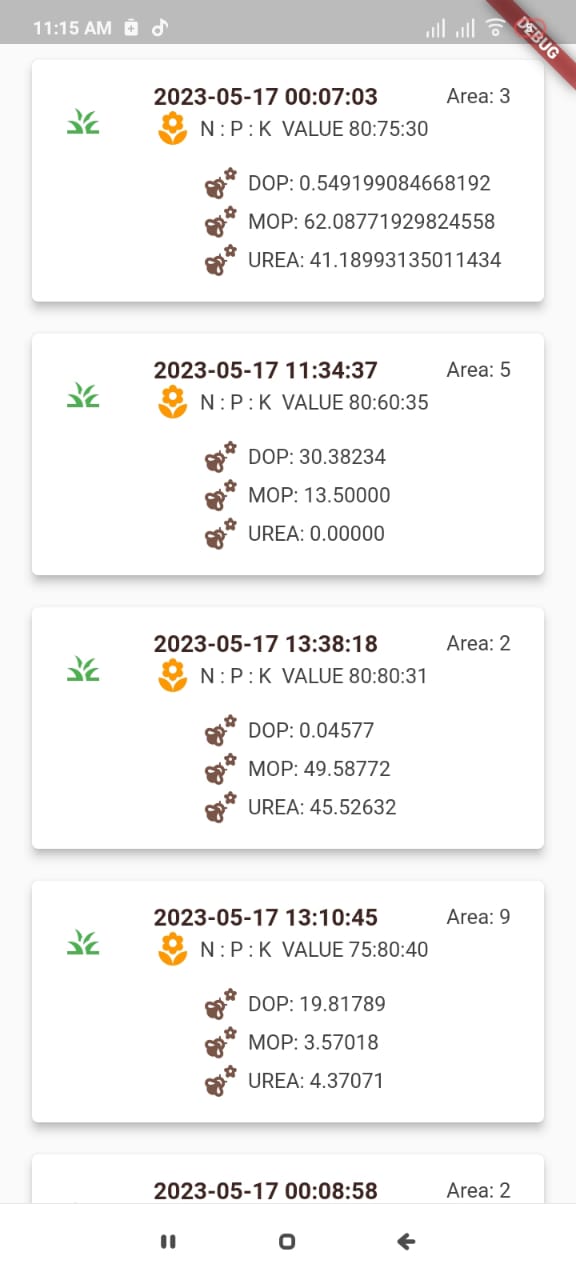 11:15 AM
DEBUG
2023-05-17 00:07:03 Area: 3
N : P : K VALUE 80:75:30
DOP: 0.549199084668192
MOP: 62.08771929824558
UREA: 41.18993135011434
2023-05-17 11:34:37 Area: 5
N : P : K VALUE 80:60:35
DOP: 30.38234
MOP: 13.50000
UREA: 0.00000
2023-05-17 13:38:18 Area: 2
N : P : K VALUE 80:80:31
DOP: 0.04577
MOP: 49.58772
UREA: 45.52632
2023-05-17 13:10:45 Area: 9
N : P : K VALUE 75:80:40
DOP: 19.81789
MOP: 3.57018
UREA: 4.37071
2023-05-17 00:08:58 Area: 2